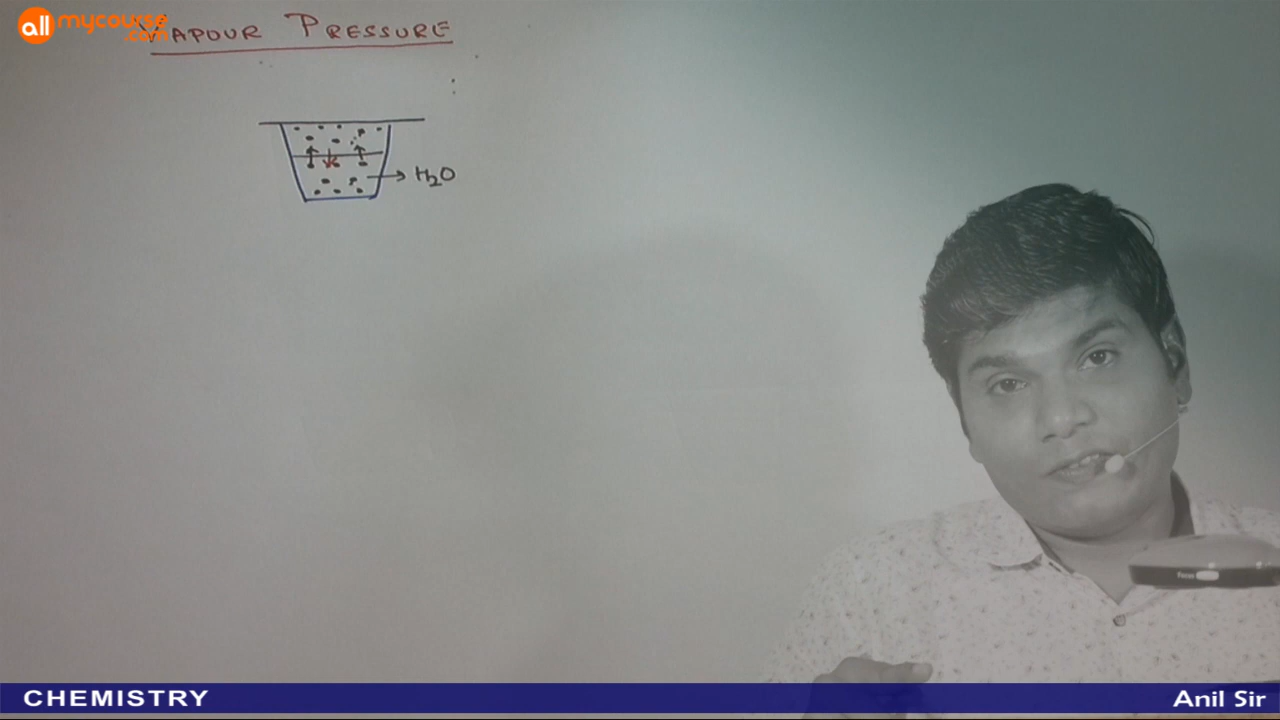 all mycourse
.com
VAPOUR PRESSURE
H₂O
CHEMISTRY
Anil Sir